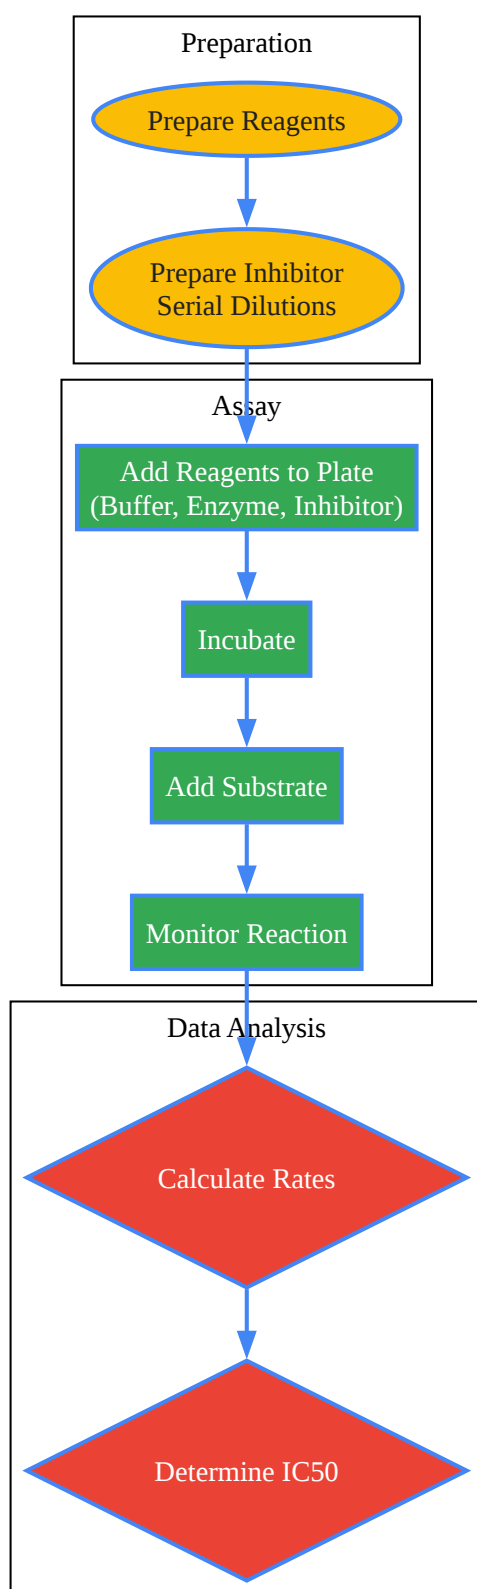 Preparation
Prepare Reagents
Prepare Inhibitor
Serial Dilutions
Assay
Add Reagents to Plate
(Buffer, Enzyme, Inhibitor)
Incubate
Add Substrate
Monitor Reaction
Data Analysis
Calculate Rates
Determine IC50